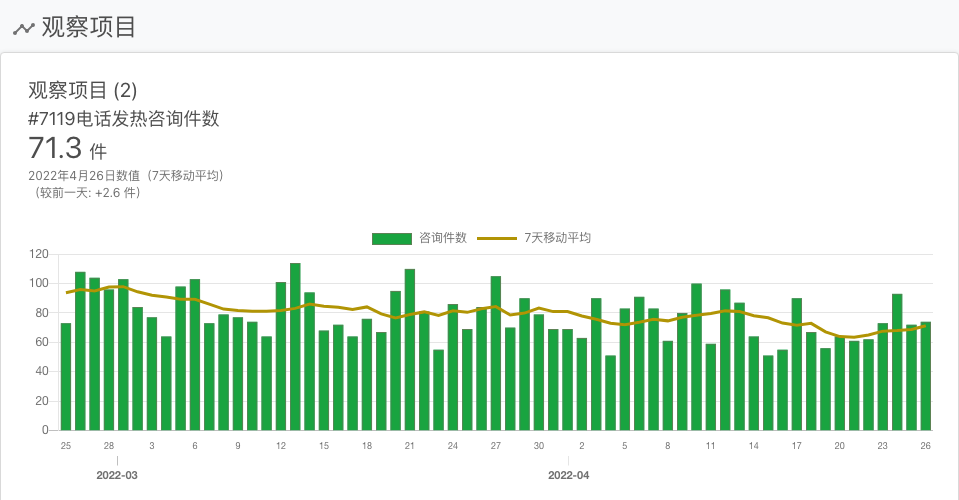 观察项目
观察项目 (2)
#7119电话发热咨询件数
71.3 件
2022年4月26日数值（7天移动平均）
（较前一天: +2.6 件）
咨询件数 7天移动平均
120
100
80
60
40
20
0
25 28 3 6 9 12 15 18 21 24 27 30 2 5 8 11 14 17 20 23 26
2022-03 2022-04